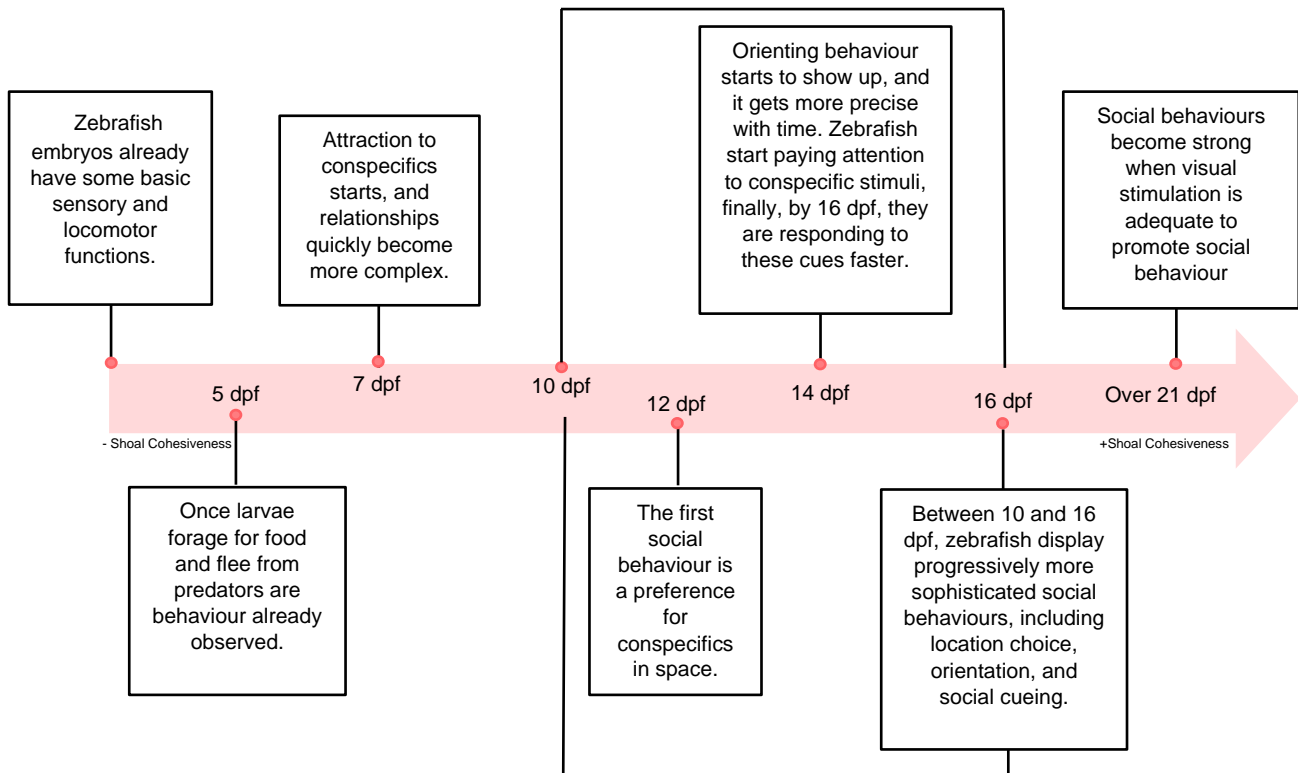 Zebrafish
embryos already
have some basic
sensory and
locomotor
functions.
Attraction to
conspecifics
starts, and
relationships
quickly become
more complex.
Orienting behaviour
starts to show up, and
it gets more precise
with time. Zebrafish
start paying attention
to conspecific stimuli,
finally, by 16 dpf, they
are responding to
these cues faster.
Social behaviours
become strong
when visual
stimulation is
adequate to
promote social
behaviour
5 dpf
7 dpf
10 dpf
12 dpf
14 dpf
16 dpf
Over 21 dpf
- Shoal Cohesiveness
+Shoal Cohesiveness
Once larvae
forage for food
and flee from
predators are
behaviour already
observed.
The first
social
behaviour is
a preference
for
conspecifics
in space.
Between 10 and 16
dpf, zebrafish display
progressively more
sophisticated social
behaviours, including
location choice,
orientation, and
social cueing.